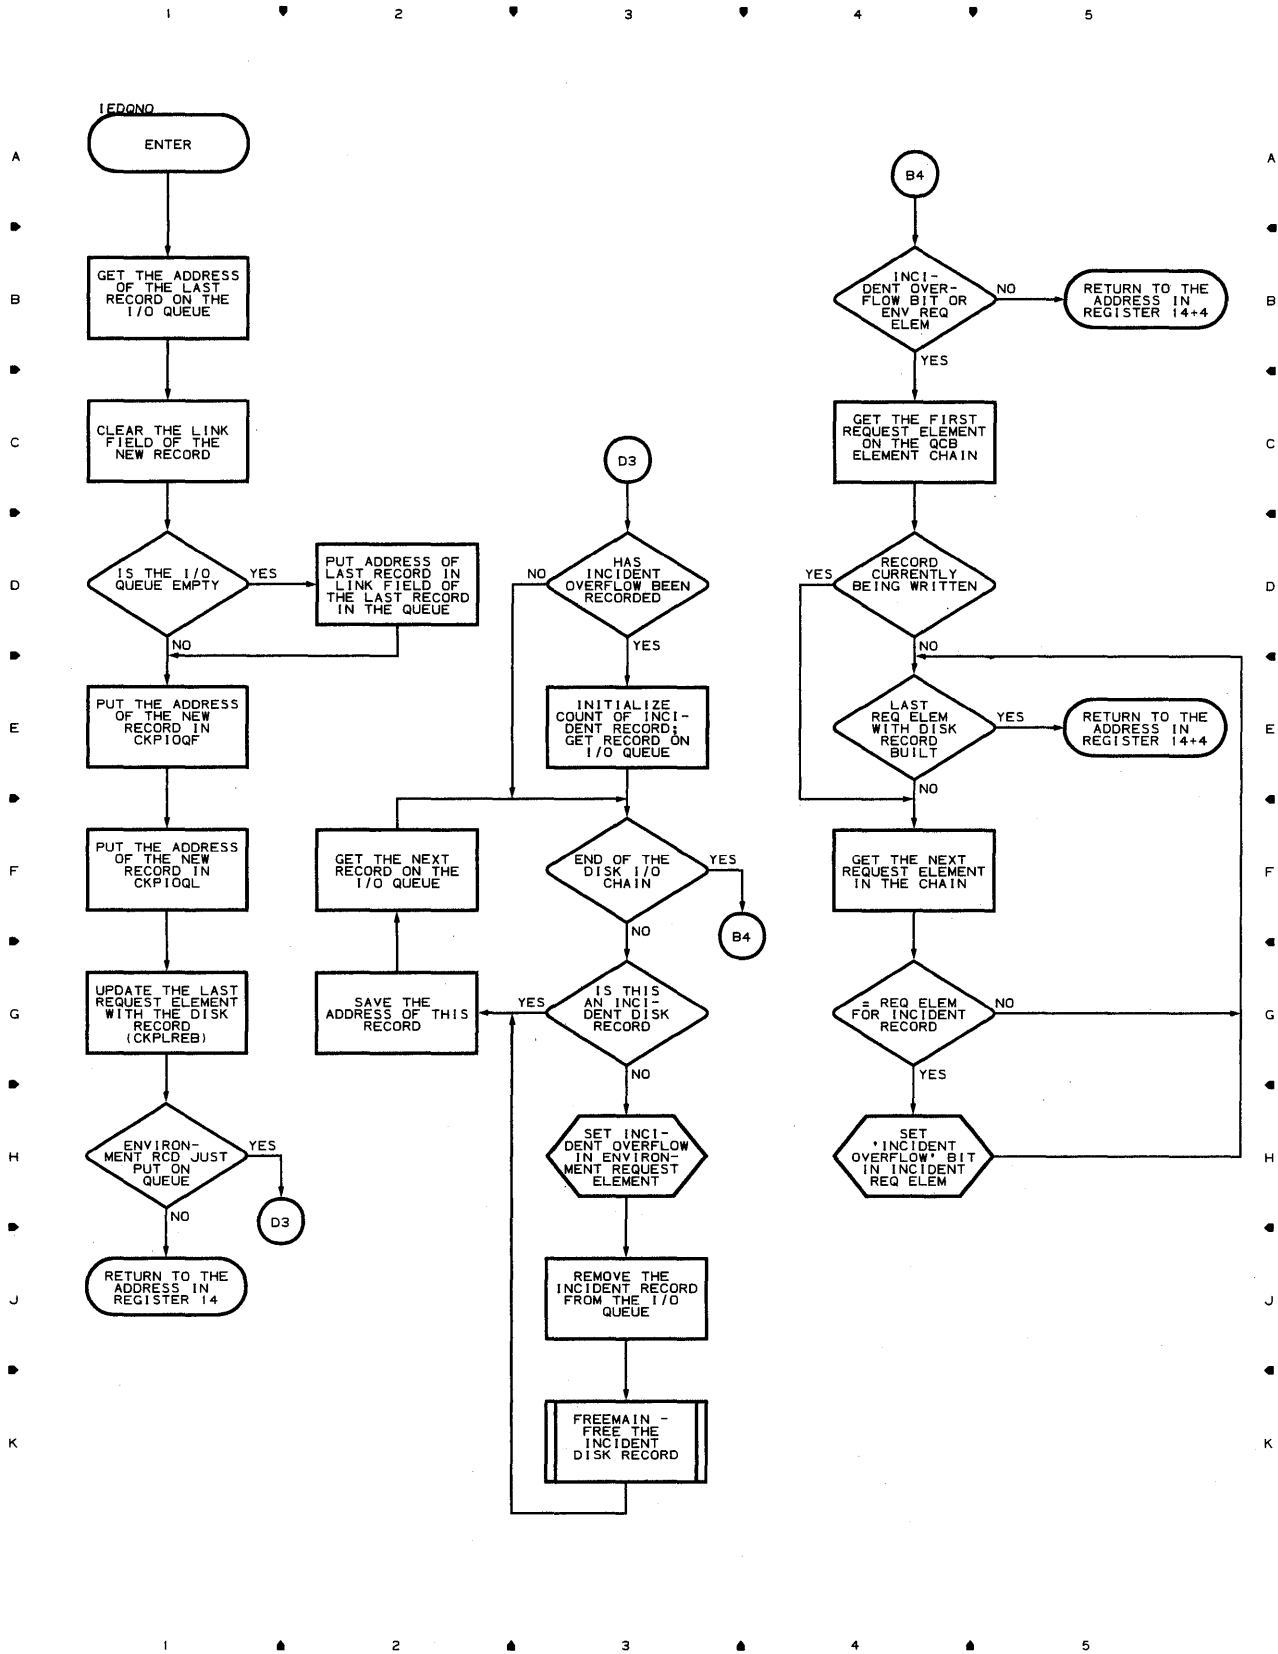 1 2 3 4 5
IEDQNO
ENTER
A
GET THE ADDRESS
OF THE LAST
RECORD ON THE
I/O QUEUE
B
CLEAR THE LINK
FIELD OF THE
NEW RECORD
C
IS THE I/O
QUEUE EMPTY
YES
NO
D
PUT ADDRESS OF
LAST RECORD IN
LINK FIELD OF
THE LAST RECORD
IN THE QUEUE
PUT THE ADDRESS
OF THE NEW
RECORD IN
CKPIOQF
E
PUT THE ADDRESS
OF THE NEW
RECORD IN
CKPIOQL
F
UPDATE THE LAST
REQUEST ELEMENT
WITH THE DISK
RECORD
(CKPLREB)
G
ENVIRON-
MENT RCD JUST
PUT ON
QUEUE
YES
D3
NO
H
RETURN TO THE
ADDRESS IN
REGISTER 14
J
K
GET THE NEXT
RECORD ON THE
I/O QUEUE
SAVE THE
ADDRESS OF THIS
RECORD
D3
HAS
INCIDENT
OVERFLOW BEEN
RECORDED
NO
YES
INITIALIZE
COUNT OF INCI-
DENT RECORD;
GET RECORD ON
I/O QUEUE
END OF THE
DISK I/O
CHAIN
YES
B4
NO
IS THIS
AN INCI-
DENT DISK
RECORD
YES
NO
SET INCI-
DENT OVERFLOW
IN ENVIRON-
MENT REQUEST
ELEMENT
REMOVE THE
INCIDENT RECORD
FROM THE I/O
QUEUE
FREEMAIN -
FREE THE
INCIDENT
DISK RECORD
B4
INCI-
DENT OVER-
FLOW BIT OR
ENV REQ
ELEM
NO
YES
RETURN TO THE
ADDRESS IN
REGISTER 14+4
GET THE FIRST
REQUEST ELEMENT
ON THE QCB
ELEMENT CHAIN
RECORD
CURRENTLY
BEING WRITTEN
YES
NO
LAST
REQ ELEM
WITH DISK
RECORD
BUILT
YES
NO
RETURN TO THE
ADDRESS IN
REGISTER 14+4
GET THE NEXT
REQUEST ELEMENT
IN THE CHAIN
= REQ ELEM
FOR INCIDENT
RECORD
NO
YES
SET
'INCIDENT
OVERFLOW' BIT
IN INCIDENT
REQ ELEM
A
B
C
D
E
F
G
H
J
K
1 2 3 4 5